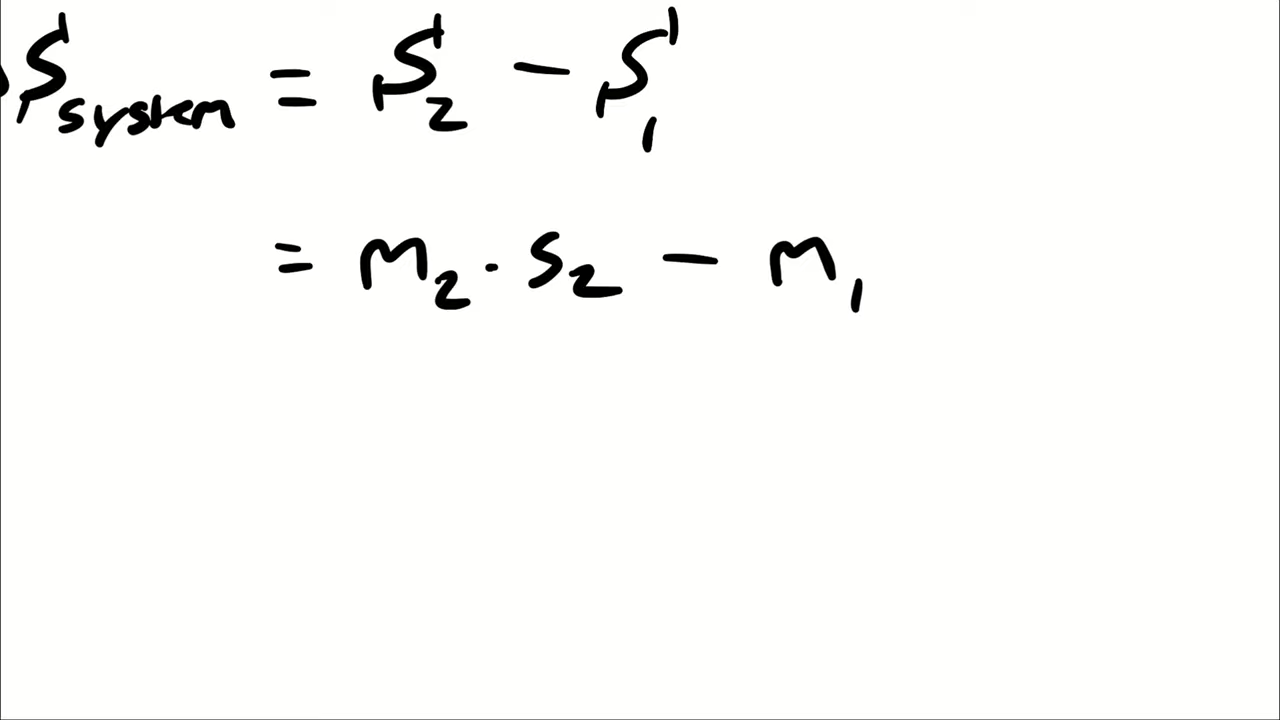 S_system = S_2 - S_1
= m_2 · s_2 - m_1